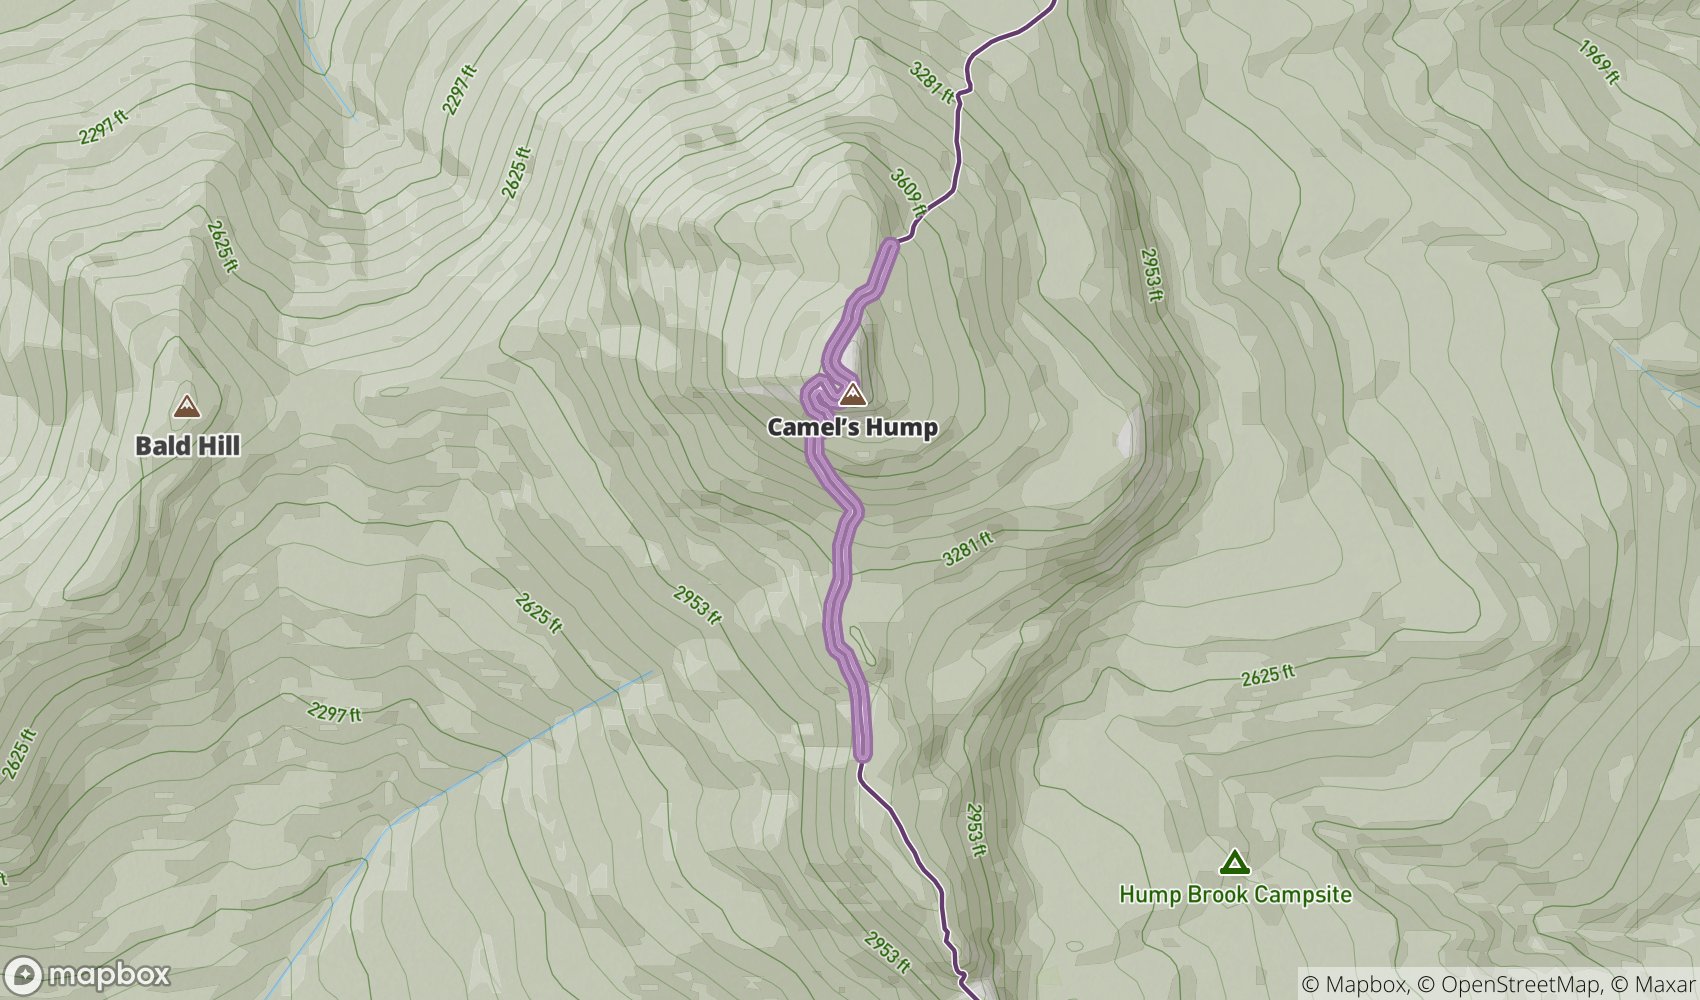 3281 ft
1969 ft
2297 ft
2297 ft
2625 ft
3609 ft
2625 ft
2953 ft
Bald Hill
Camel's Hump
3281 ft
2953 ft
2625 ft
2625 ft
2297 ft
2625 ft
2953 ft
Hump Brook Campsite
ft
2953 ft
mapbox
© Mapbox, © OpenStreetMap, © Maxar